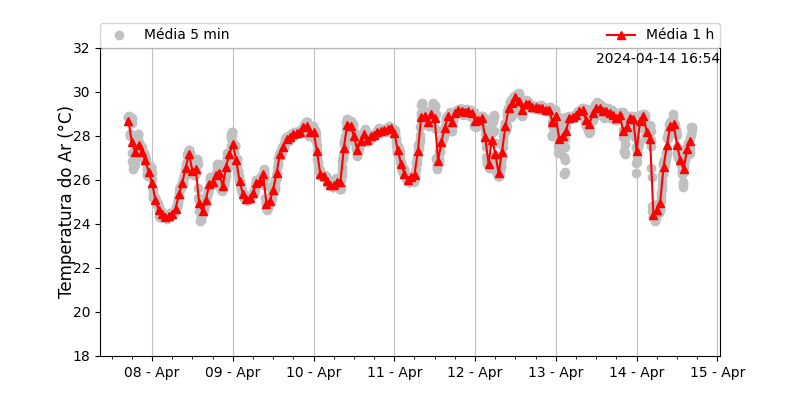 Média 5 min
Média 1 h
2024-04-14 16:54
Temperatura do Ar (°C)
32
30
28
26
24
22
20
18
08 - Apr
09 - Apr
10 - Apr
11 - Apr
12 - Apr
13 - Apr
14 - Apr
15 - Apr